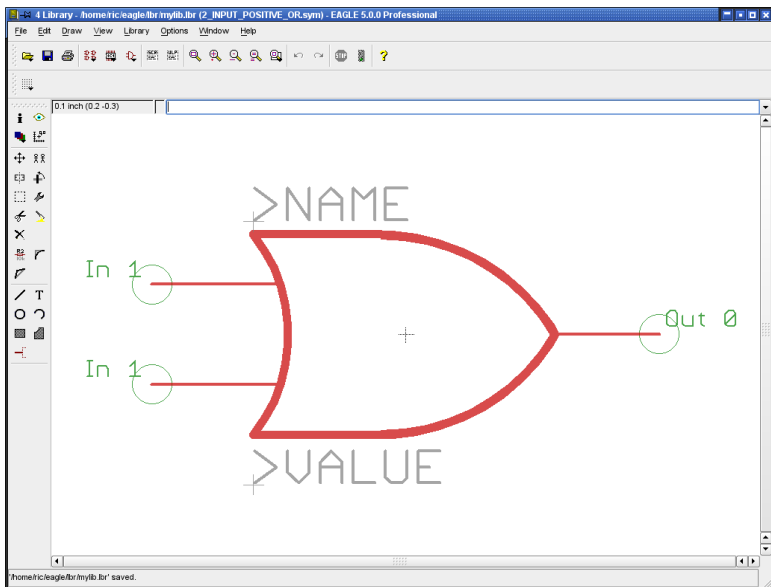 4 Library - /home/ric/eagle/lbr/mylib.lbr (2_INPUT_POSITIVE_OR.sym) - EAGLE 5.0.0 Professional
File Edit Draw View Library Options Window Help
STOP
0.1 inch (0.2 -0.3)
>NAME
In 1
Out 0
In 1
>VALUE
'/home/ric/eagle/lbr/mylib.lbr' saved.